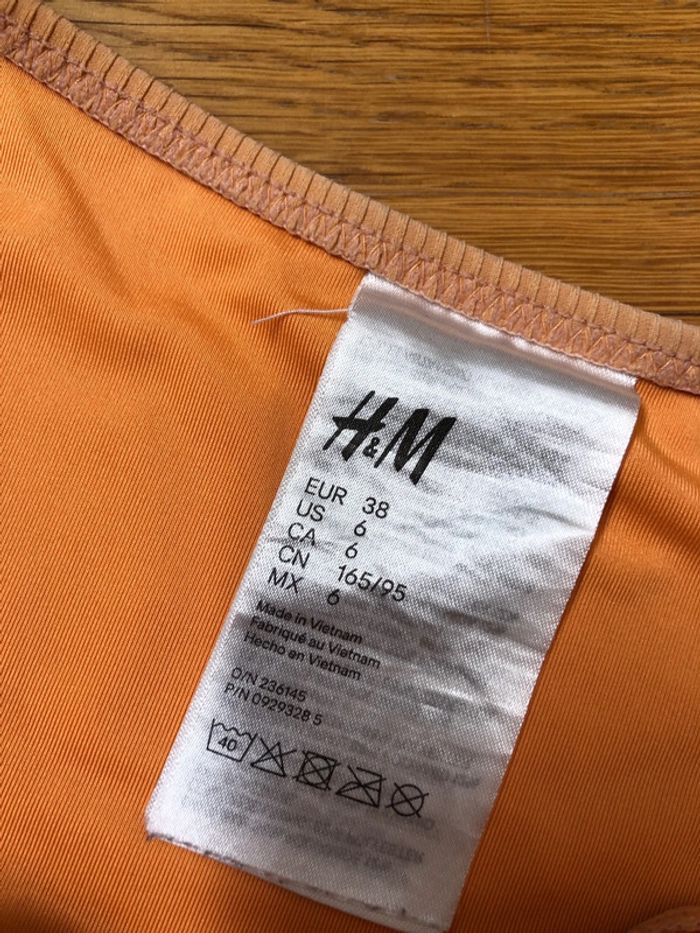 H&M
EUR 38
US 6
CA 6
CN 165/95
MX 6
Made in Vietnam
Fabriqué au Vietnam
Hecho en Vietnam
O/N 236145
P/N 0929328 5
40